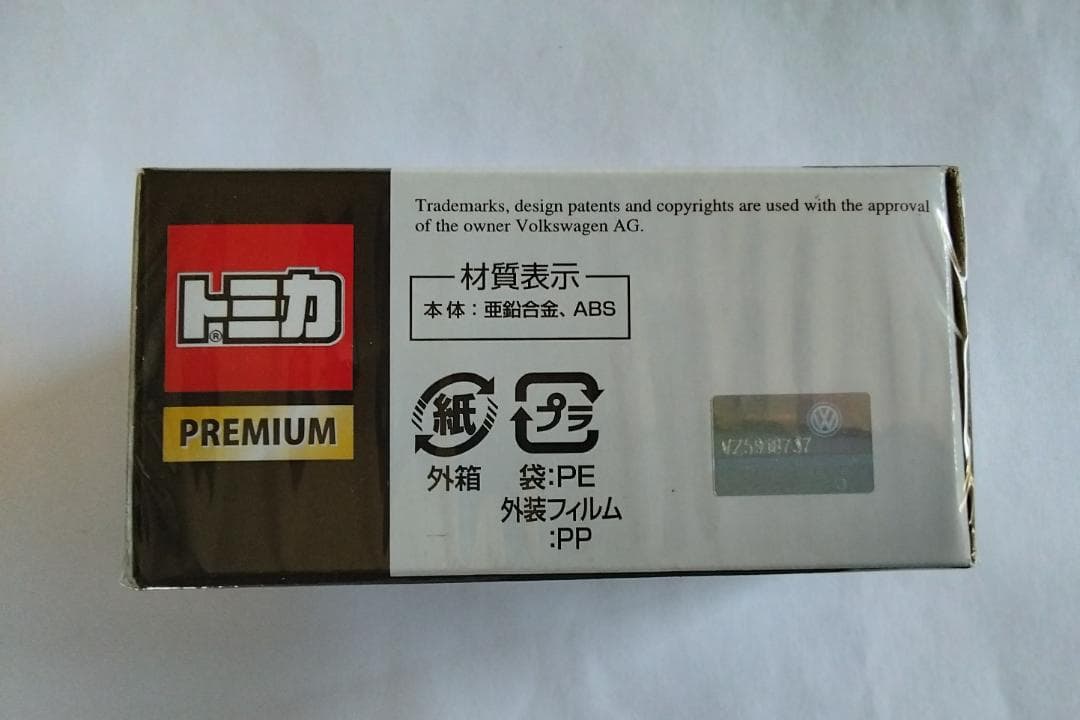 トミカ
®
PREMIUM
Trademarks, design patents and copyrights are used with the approval
of the owner Volkswagen AG.
材質表示
本体：亜鉛合金、ABS
紙
外箱
プラ
袋:PE
外装フィルム
:PP